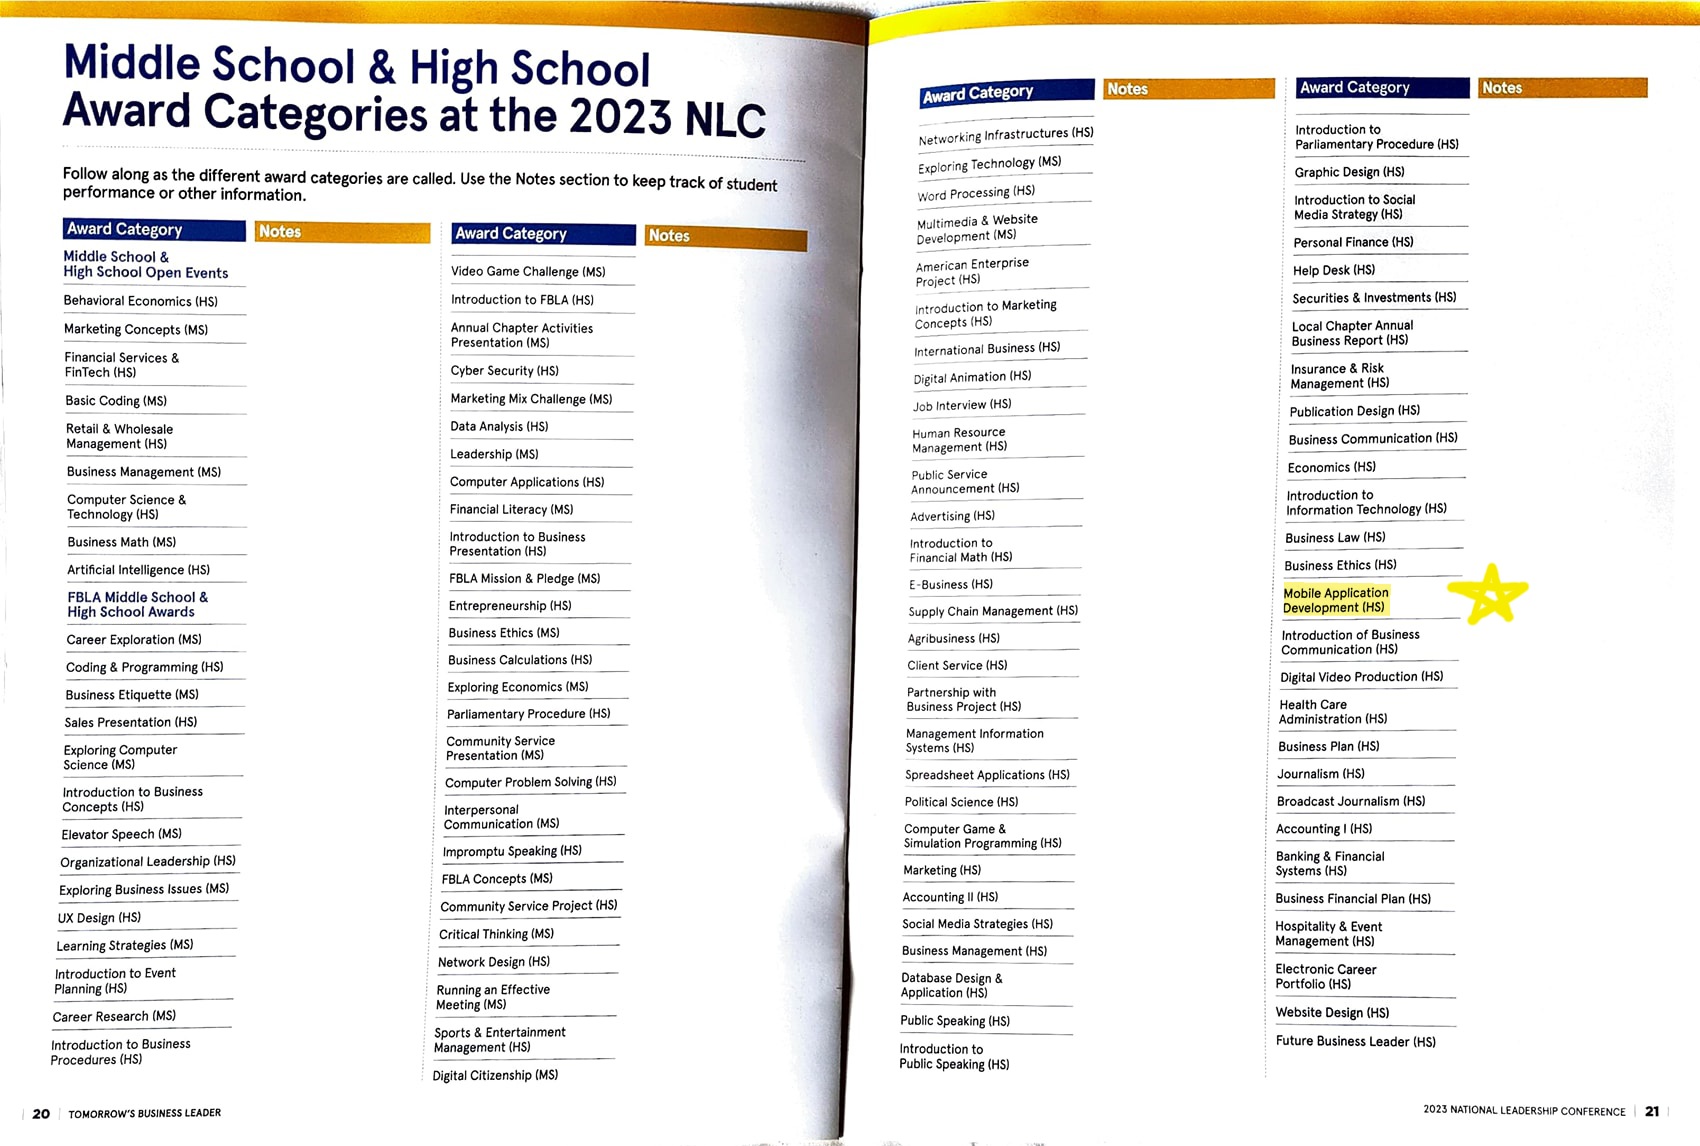 Middle School & High School
Award Categories at the 2023 NLC
Follow along as the different award categories are called. Use the Notes section to keep track of student
performance or other information.
Award Category
Notes
Middle School &
High School Open Events
Behavioral Economics (HS)
Marketing Concepts (MS)
Financial Services &
FinTech (HS)
Basic Coding (MS)
Retail & Wholesale
Management (HS)
Business Management (MS)
Computer Science &
Technology (HS)
Business Math (MS)
Artificial Intelligence (HS)
FBLA Middle School &
High School Awards
Career Exploration (MS)
Coding & Programming (HS)
Business Etiquette (MS)
Sales Presentation (HS)
Exploring Computer
Science (MS)
Introduction to Business
Concepts (HS)
Elevator Speech (MS)
Organizational Leadership (HS)
Exploring Business Issues (MS)
UX Design (HS)
Learning Strategies (MS)
Introduction to Event
Planning (HS)
Career Research (MS)
Introduction to Business
Procedures (HS)
Award Category
Notes
Video Game Challenge (MS)
Introduction to FBLA (HS)
Annual Chapter Activities
Presentation (MS)
Cyber Security (HS)
Marketing Mix Challenge (MS)
Data Analysis (HS)
Leadership (MS)
Computer Applications (HS)
Financial Literacy (MS)
Introduction to Business
Presentation (HS)
FBLA Mission & Pledge (MS)
Entrepreneurship (HS)
Business Ethics (MS)
Business Calculations (HS)
Exploring Economics (MS)
Parliamentary Procedure (HS)
Community Service
Presentation (MS)
Computer Problem Solving (HS)
Interpersonal
Communication (MS)
Impromptu Speaking (HS)
FBLA Concepts (MS)
Community Service Project (HS)
Critical Thinking (MS)
Network Design (HS)
Running an Effective
Meeting (MS)
Sports & Entertainment
Management (HS)
Digital Citizenship (MS)
20 | TOMORROW'S BUSINESS LEADER
Award Category
Notes
Networking Infrastructures (HS)
Exploring Technology (MS)
Word Processing (HS)
Multimedia & Website
Development (MS)
American Enterprise
Project (HS)
Introduction to Marketing
Concepts (HS)
International Business (HS)
Digital Animation (HS)
Job Interview (HS)
Human Resource
Management (HS)
Public Service
Announcement (HS)
Advertising (HS)
Introduction to
Financial Math (HS)
E-Business (HS)
Supply Chain Management (HS)
Agribusiness (HS)
Client Service (HS)
Partnership with
Business Project (HS)
Management Information
Systems (HS)
Spreadsheet Applications (HS)
Political Science (HS)
Computer Game &
Simulation Programming (HS)
Marketing (HS)
Accounting II (HS)
Social Media Strategies (HS)
Business Management (HS)
Database Design &
Application (HS)
Public Speaking (HS)
Introduction to
Public Speaking (HS)
Award Category
Notes
Introduction to
Parliamentary Procedure (HS)
Graphic Design (HS)
Introduction to Social
Media Strategy (HS)
Personal Finance (HS)
Help Desk (HS)
Securities & Investments (HS)
Local Chapter Annual
Business Report (HS)
Insurance & Risk
Management (HS)
Publication Design (HS)
Business Communication (HS)
Economics (HS)
Introduction to
Information Technology (HS)
Business Law (HS)
Business Ethics (HS)
Mobile Application
Development (HS)
Introduction of Business
Communication (HS)
Digital Video Production (HS)
Health Care
Administration (HS)
Business Plan (HS)
Journalism (HS)
Broadcast Journalism (HS)
Accounting I (HS)
Banking & Financial
Systems (HS)
Business Financial Plan (HS)
Hospitality & Event
Management (HS)
Electronic Career
Portfolio (HS)
Website Design (HS)
Future Business Leader (HS)
2023 NATIONAL LEADERSHIP CONFERENCE | 21